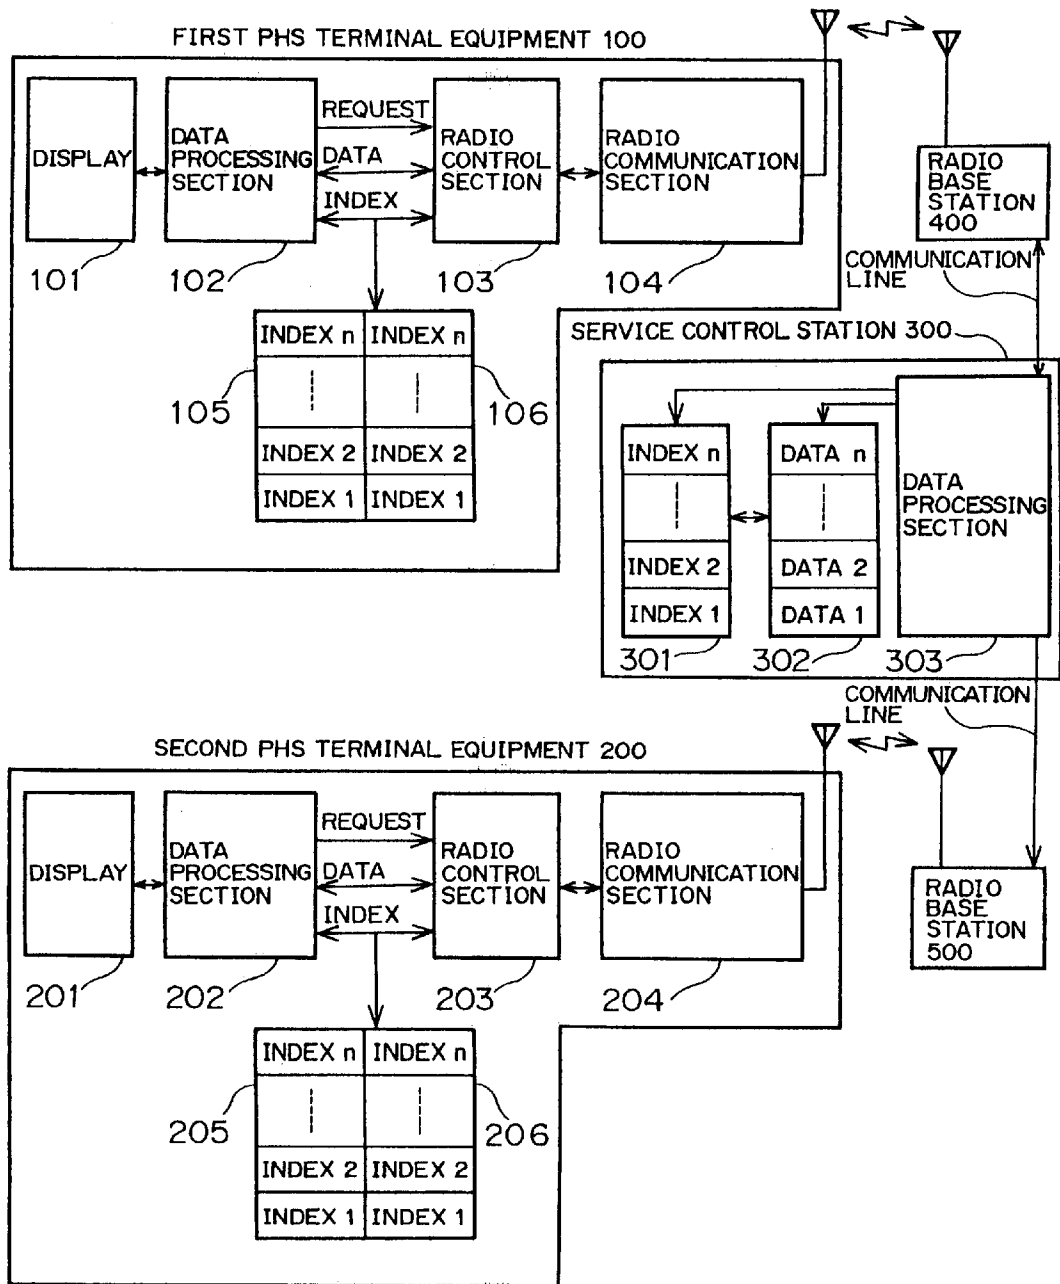 FIRST PHS TERMINAL EQUIPMENT 100
DISPLAY
DATA
PROCESSING
SECTION
REQUEST
DATA
INDEX
RADIO
CONTROL
SECTION
RADIO
COMMUNICATION
SECTION
101
102
103
104
INDEX n
INDEX n
INDEX 2
INDEX 2
INDEX 1
INDEX 1
105
106
RADIO
BASE
STATION
400
COMMUNICATION
LINE
SERVICE CONTROL STATION 300
INDEX n
INDEX 2
INDEX 1
DATA n
DATA 2
DATA 1
DATA
PROCESSING
SECTION
301
302
303
COMMUNICATION
LINE
SECOND PHS TERMINAL EQUIPMENT 200
DISPLAY
DATA
PROCESSING
SECTION
REQUEST
DATA
INDEX
RADIO
CONTROL
SECTION
RADIO
COMMUNICATION
SECTION
201
202
203
204
RADIO
BASE
STATION
500
INDEX n
INDEX n
INDEX 2
INDEX 2
INDEX 1
INDEX 1
205
206